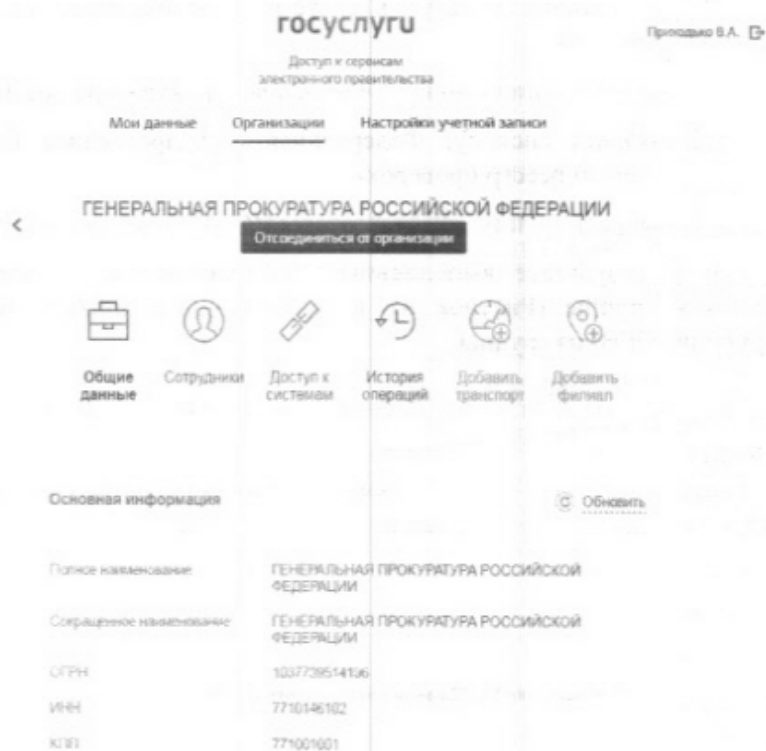 госуслуги
Приходько В.А.
Доступ к сервисам
электронного правительства
Мои данные Организации Настройки учетной записи
ГЕНЕРАЛЬНАЯ ПРОКУРАТУРА РОССИЙСКОЙ ФЕДЕРАЦИИ
Отсоединиться от организации
Общие данные
Сотрудники
Доступ к системам
История операций
Добавить транспорт
Добавить филиал
Основная информация
Обновить
Полное наименование
ГЕНЕРАЛЬНАЯ ПРОКУРАТУРА РОССИЙСКОЙ
ФЕДЕРАЦИИ
Сокращенное наименование
ГЕНЕРАЛЬНАЯ ПРОКУРАТУРА РОССИЙСКОЙ
ФЕДЕРАЦИИ
ОГРН
1037739514196
ИНН
7710146102
КПП
771001001